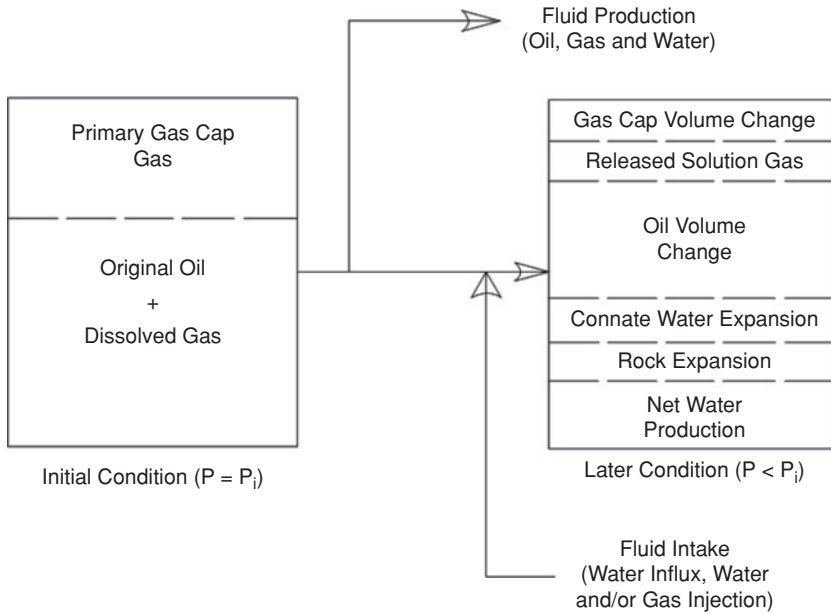 Fluid Production
(Oil, Gas and Water)
Primary Gas Cap
Gas
Original Oil
+
Dissolved Gas
Initial Condition (P = Pi)
Gas Cap Volume Change
Released Solution Gas
Oil Volume
Change
Connate Water Expansion
Rock Expansion
Net Water
Production
Later Condition (P < Pi)
Fluid Intake
(Water Influx, Water
and/or Gas Injection)